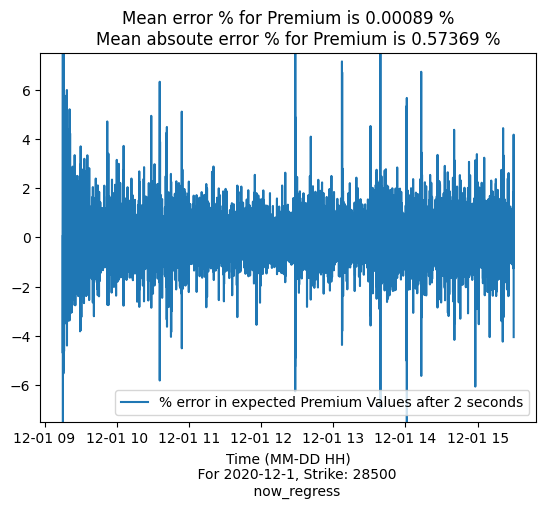 Mean error % for Premium is 0.00089 %
Mean absoute error % for Premium is 0.57369 %
6
4
2
0
−2
−4
−6
% error in expected Premium Values after 2 seconds
12-01 09 12-01 10 12-01 11 12-01 12 12-01 13 12-01 14 12-01 15
Time (MM-DD HH)
For 2020-12-1, Strike: 28500
now_regress